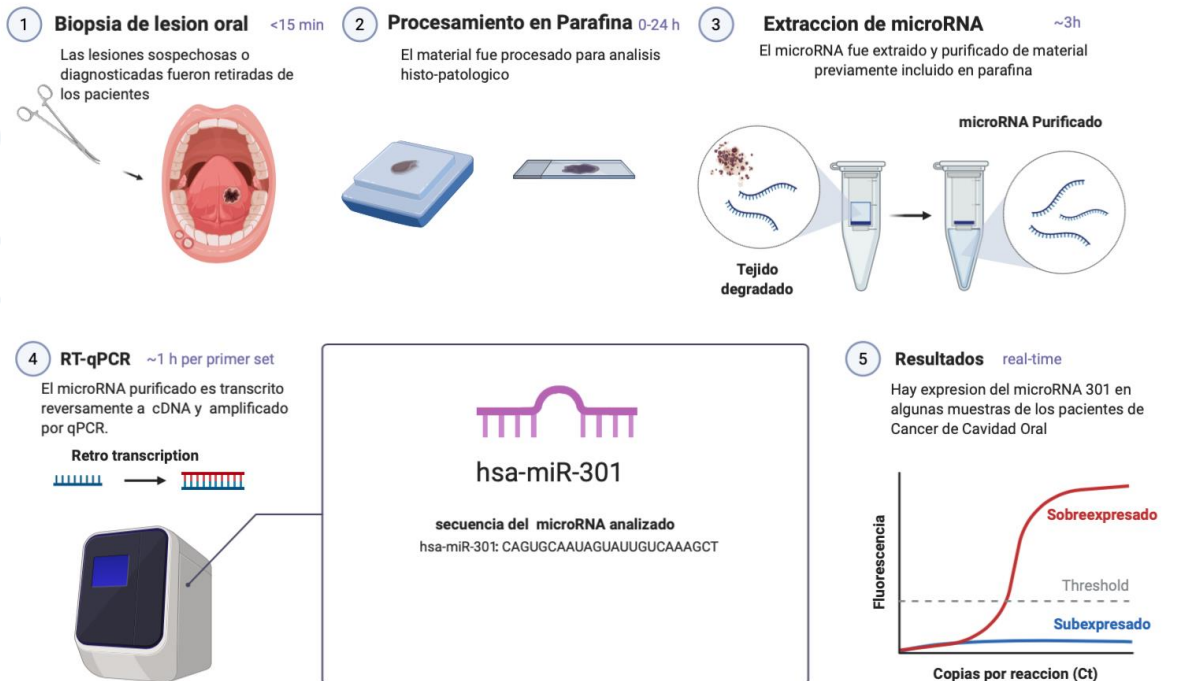 1
Biopsia de lesion oral <15 min
Las lesiones sospechosas o
diagnosticadas fueron retiradas de
los pacientes
2
Procesamiento en Parafina 0-24 h
El material fue procesado para analisis
histo-patologico
3
Extraccion de microRNA ~3h
El microRNA fue extraido y purificado de material
previamente incluido en parafina
microRNA Purificado
Tejido
degradado
4
RT-qPCR ~1 h per primer set
El microRNA purificado es transcrito
reversamente a cDNA y amplificado
por qPCR.
Retro transcription
hsa-miR-301
secuencia del microRNA analizado
hsa-miR-301: CAGUGCAAUAGUAUUGUCAAAGCT
5
Resultados real-time
Hay expresion del microRNA 301 en
algunas muestras de los pacientes de
Cancer de Cavidad Oral
Fluorescencia
Sobreexpresado
Threshold
Subexpresado
Copias por reaccion (Ct)